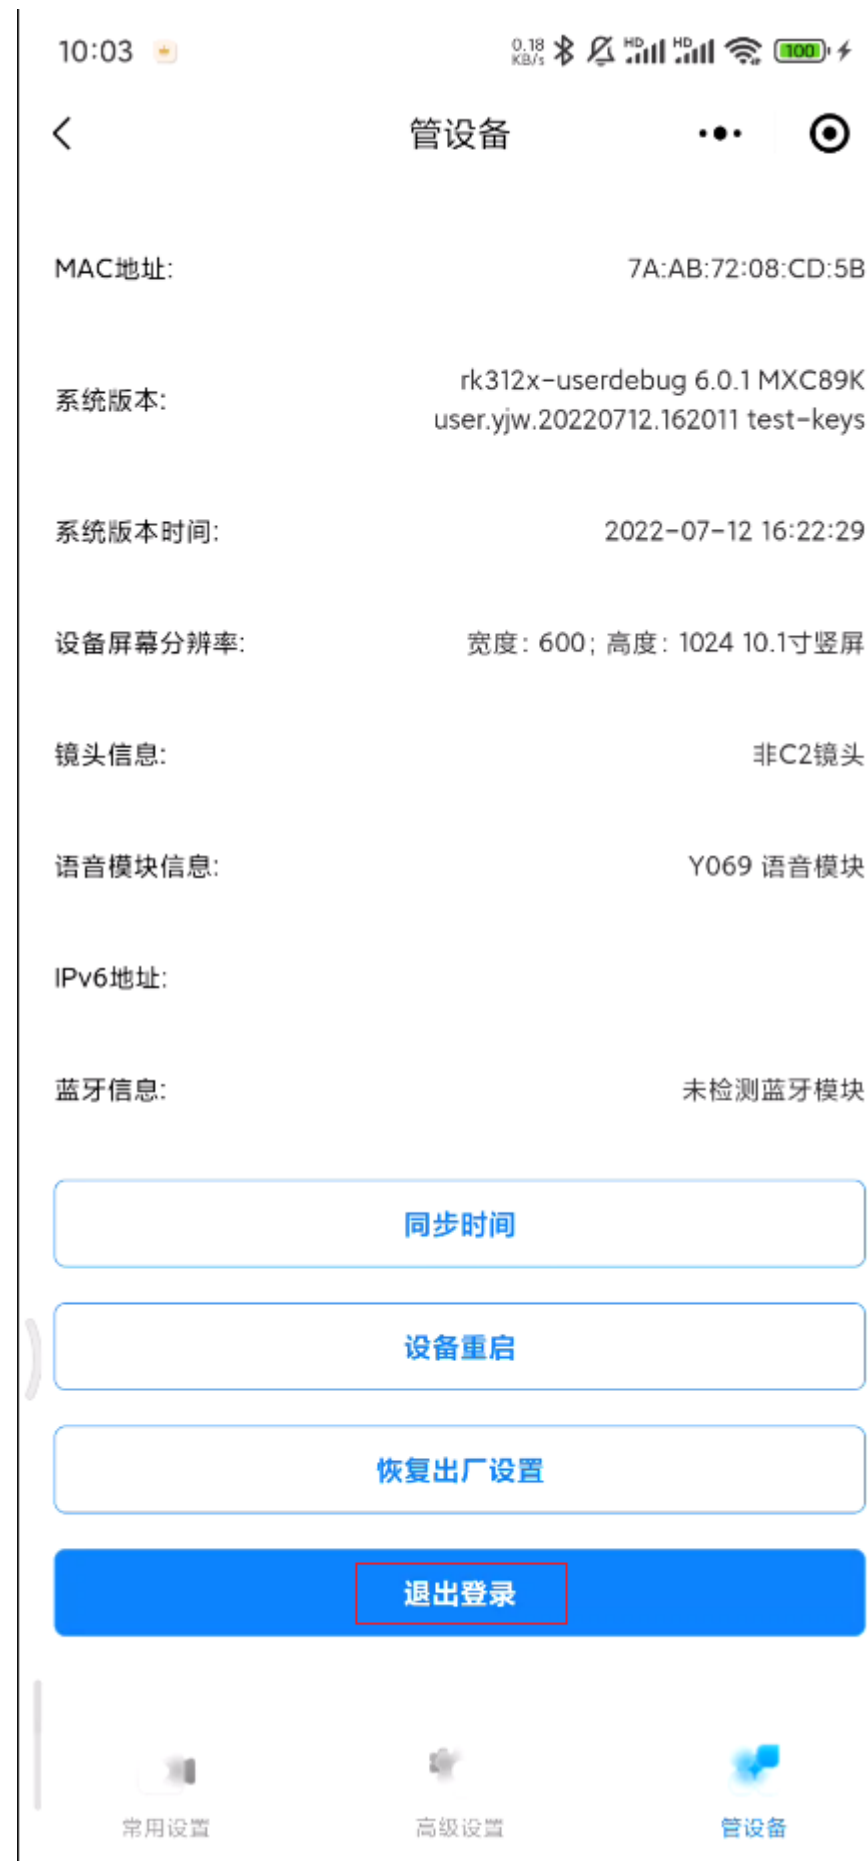 10:03
0.18
KB/s
HD
HD
100
管设备
MAC地址:
7A:AB:72:08:CD:5B
系统版本:
rk312x-userdebug 6.0.1 MXC89K
user.yjw.20220712.162011 test-keys
系统版本时间:
2022-07-12 16:22:29
设备屏幕分辨率:
宽度: 600; 高度: 1024 10.1寸竖屏
镜头信息:
非C2镜头
语音模块信息:
Y069 语音模块
IPv6地址:
蓝牙信息:
未检测蓝牙模块
同步时间
设备重启
恢复出厂设置
退出登录
常用设置
高级设置
管设备